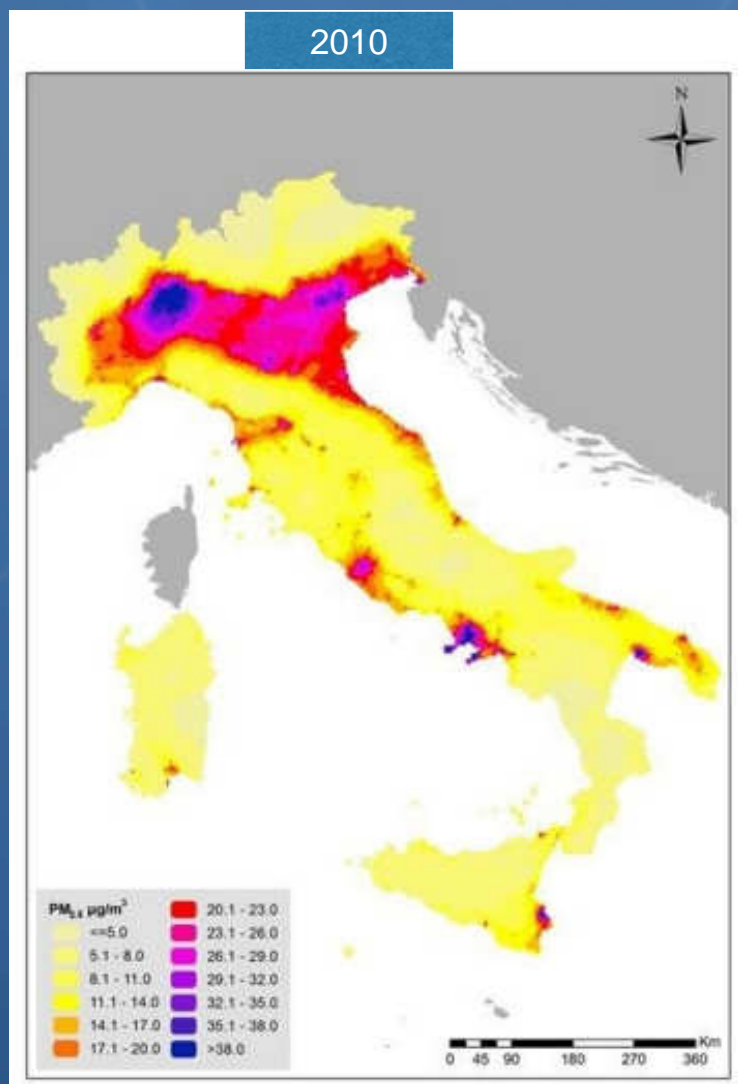 2010
N
PM2.5 µg/m3
<=5.0
5.1 - 8.0
8.1 - 11.0
11.1 - 14.0
14.1 - 17.0
17.1 - 20.0
20.1 - 23.0
23.1 - 26.0
26.1 - 29.0
29.1 - 32.0
32.1 - 35.0
35.1 - 38.0
>38.0
Km
0 45 90 180 270 360